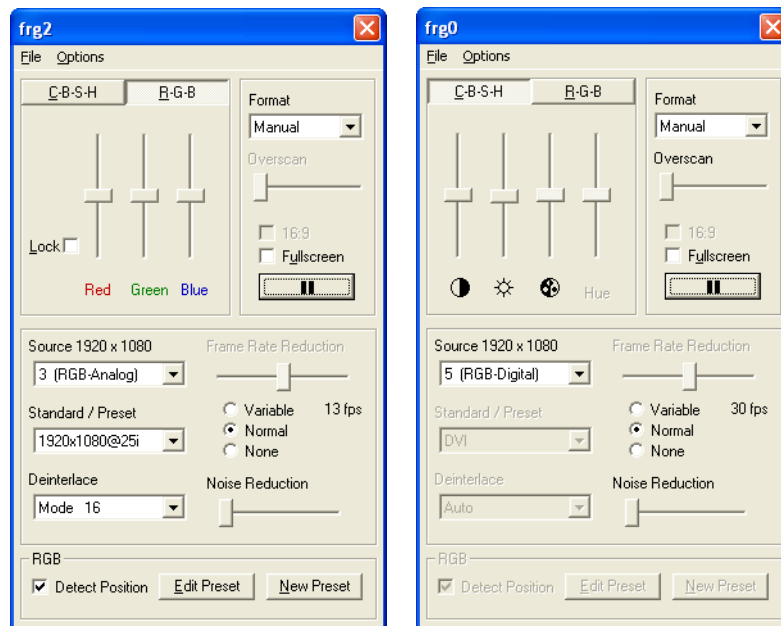 frg2
File Options
C-B-S-H R-G-B
Format
Manual
Overscan
Lock
16:9
Fullscreen
Red Green Blue
Source 1920 x 1080 Frame Rate Reduction
3 (RGB-Analog)
Standard / Preset Variable 13 fps
1920x1080@25i Normal
None
Deinterlace Noise Reduction
Mode 16
RGB
Detect Position Edit Preset New Preset
frg0
File Options
C-B-S-H R-G-B
Format
Manual
Overscan
16:9
Fullscreen
Hue
Source 1920 x 1080 Frame Rate Reduction
5 (RGB-Digital)
Standard / Preset Variable 30 fps
DVI Normal
None
Deinterlace Noise Reduction
Auto
RGB
Detect Position Edit Preset New Preset